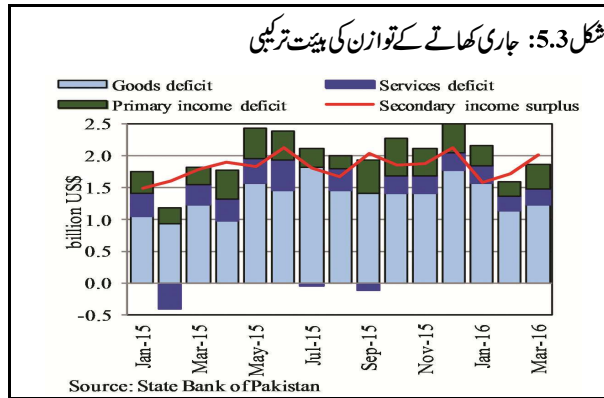 شکل 5.3: جاری کھاتے کے توازن کی ہیئت ترکیبی
Goods deficit Services deficit
Primary income deficit Secondary income surplus
billion US$
2.5
2.0
1.5
1.0
0.5
0.0
-0.5
Jan-15 Mar-15 May-15 Jul-15 Sep-15 Nov-15 Jan-16 Mar-16
Source: State Bank of Pakistan